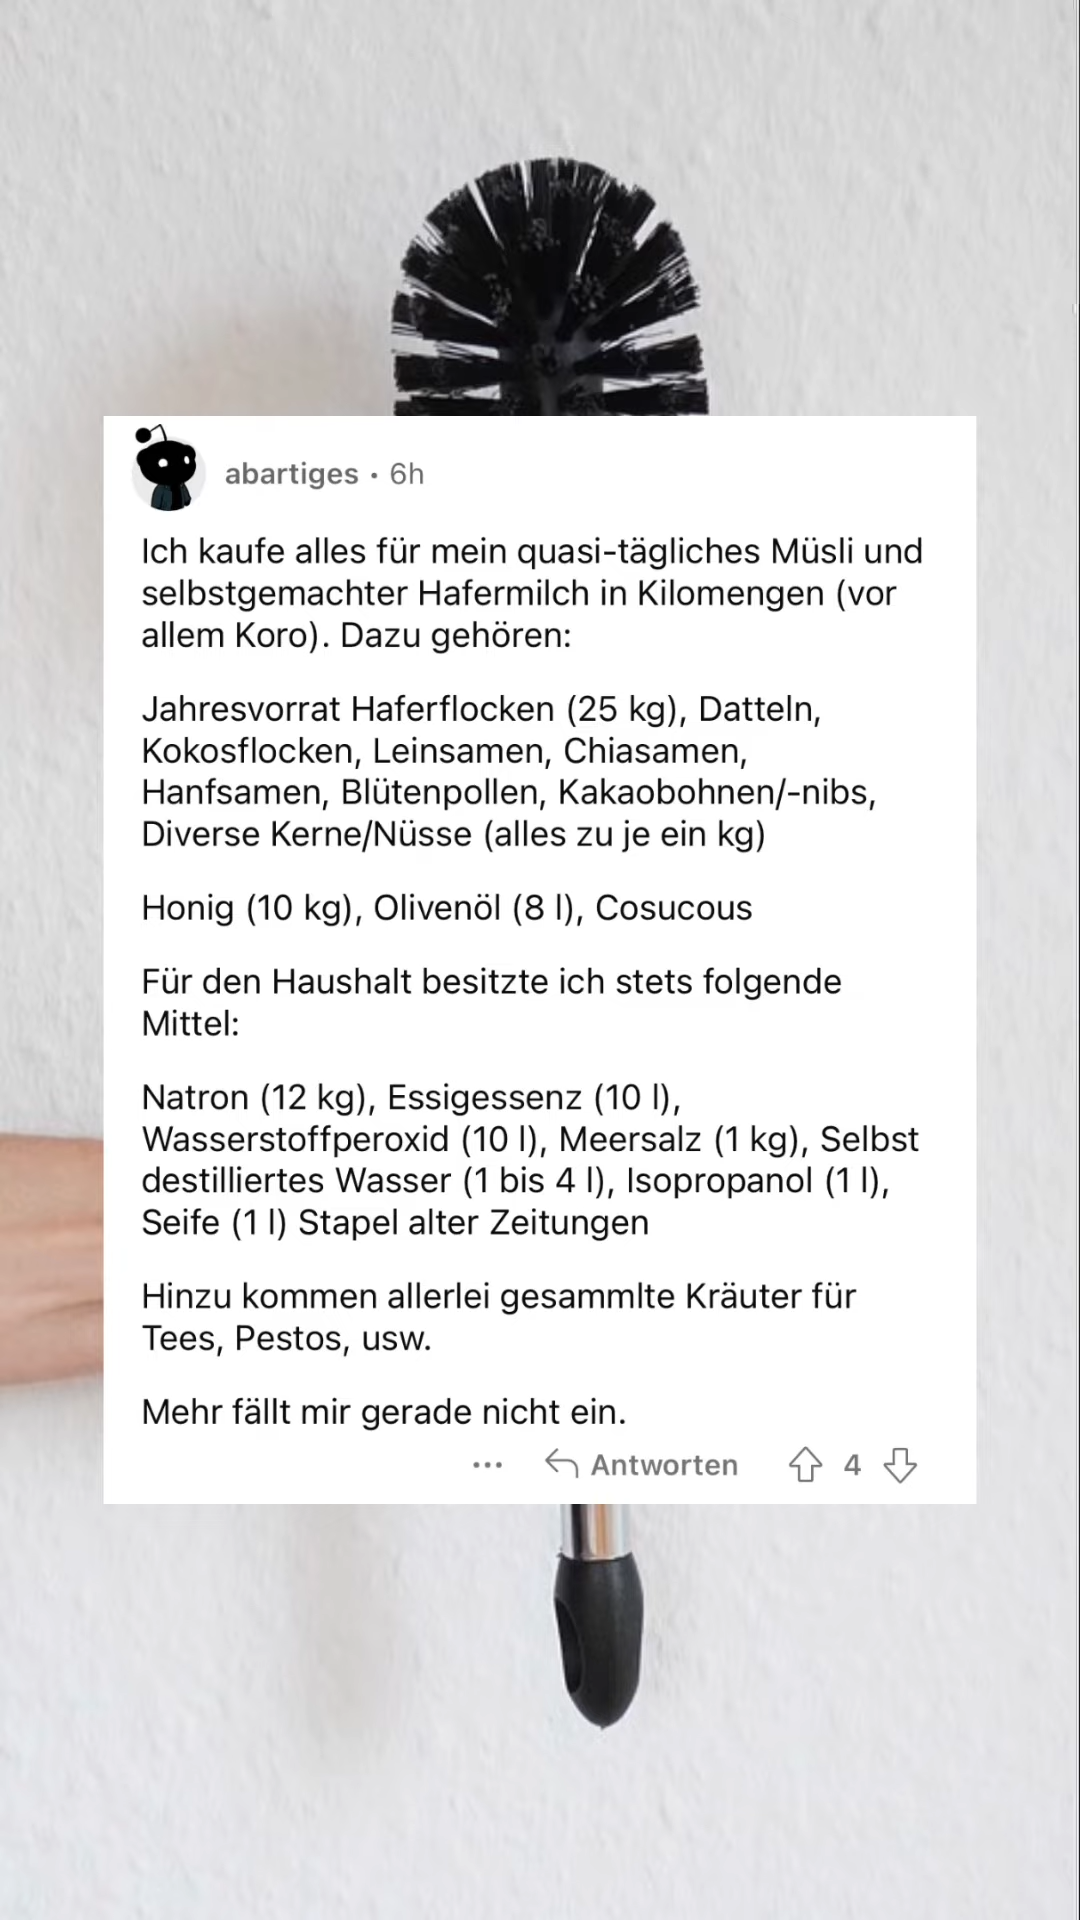 abartiges · 6h
Ich kaufe alles für mein quasi-tägliches Müsli und
selbstgemachter Hafermilch in Kilomengen (vor
allem Koro). Dazu gehören:
Jahresvorrat Haferflocken (25 kg), Datteln,
Kokosflocken, Leinsamen, Chiasamen,
Hanfsamen, Blütenpollen, Kakaobohnen/-nibs,
Diverse Kerne/Nüsse (alles zu je ein kg)
Honig (10 kg), Olivenöl (8 l), Cosucous
Für den Haushalt besitzte ich stets folgende
Mittel:
Natron (12 kg), Essigessenz (10 l),
Wasserstoffperoxid (10 l), Meersalz (1 kg), Selbst
destilliertes Wasser (1 bis 4 l), Isopropanol (1 l),
Seife (1 l) Stapel alter Zeitungen
Hinzu kommen allerlei gesammlte Kräuter für
Tees, Pestos, usw.
Mehr fällt mir gerade nicht ein.
... Antworten 4